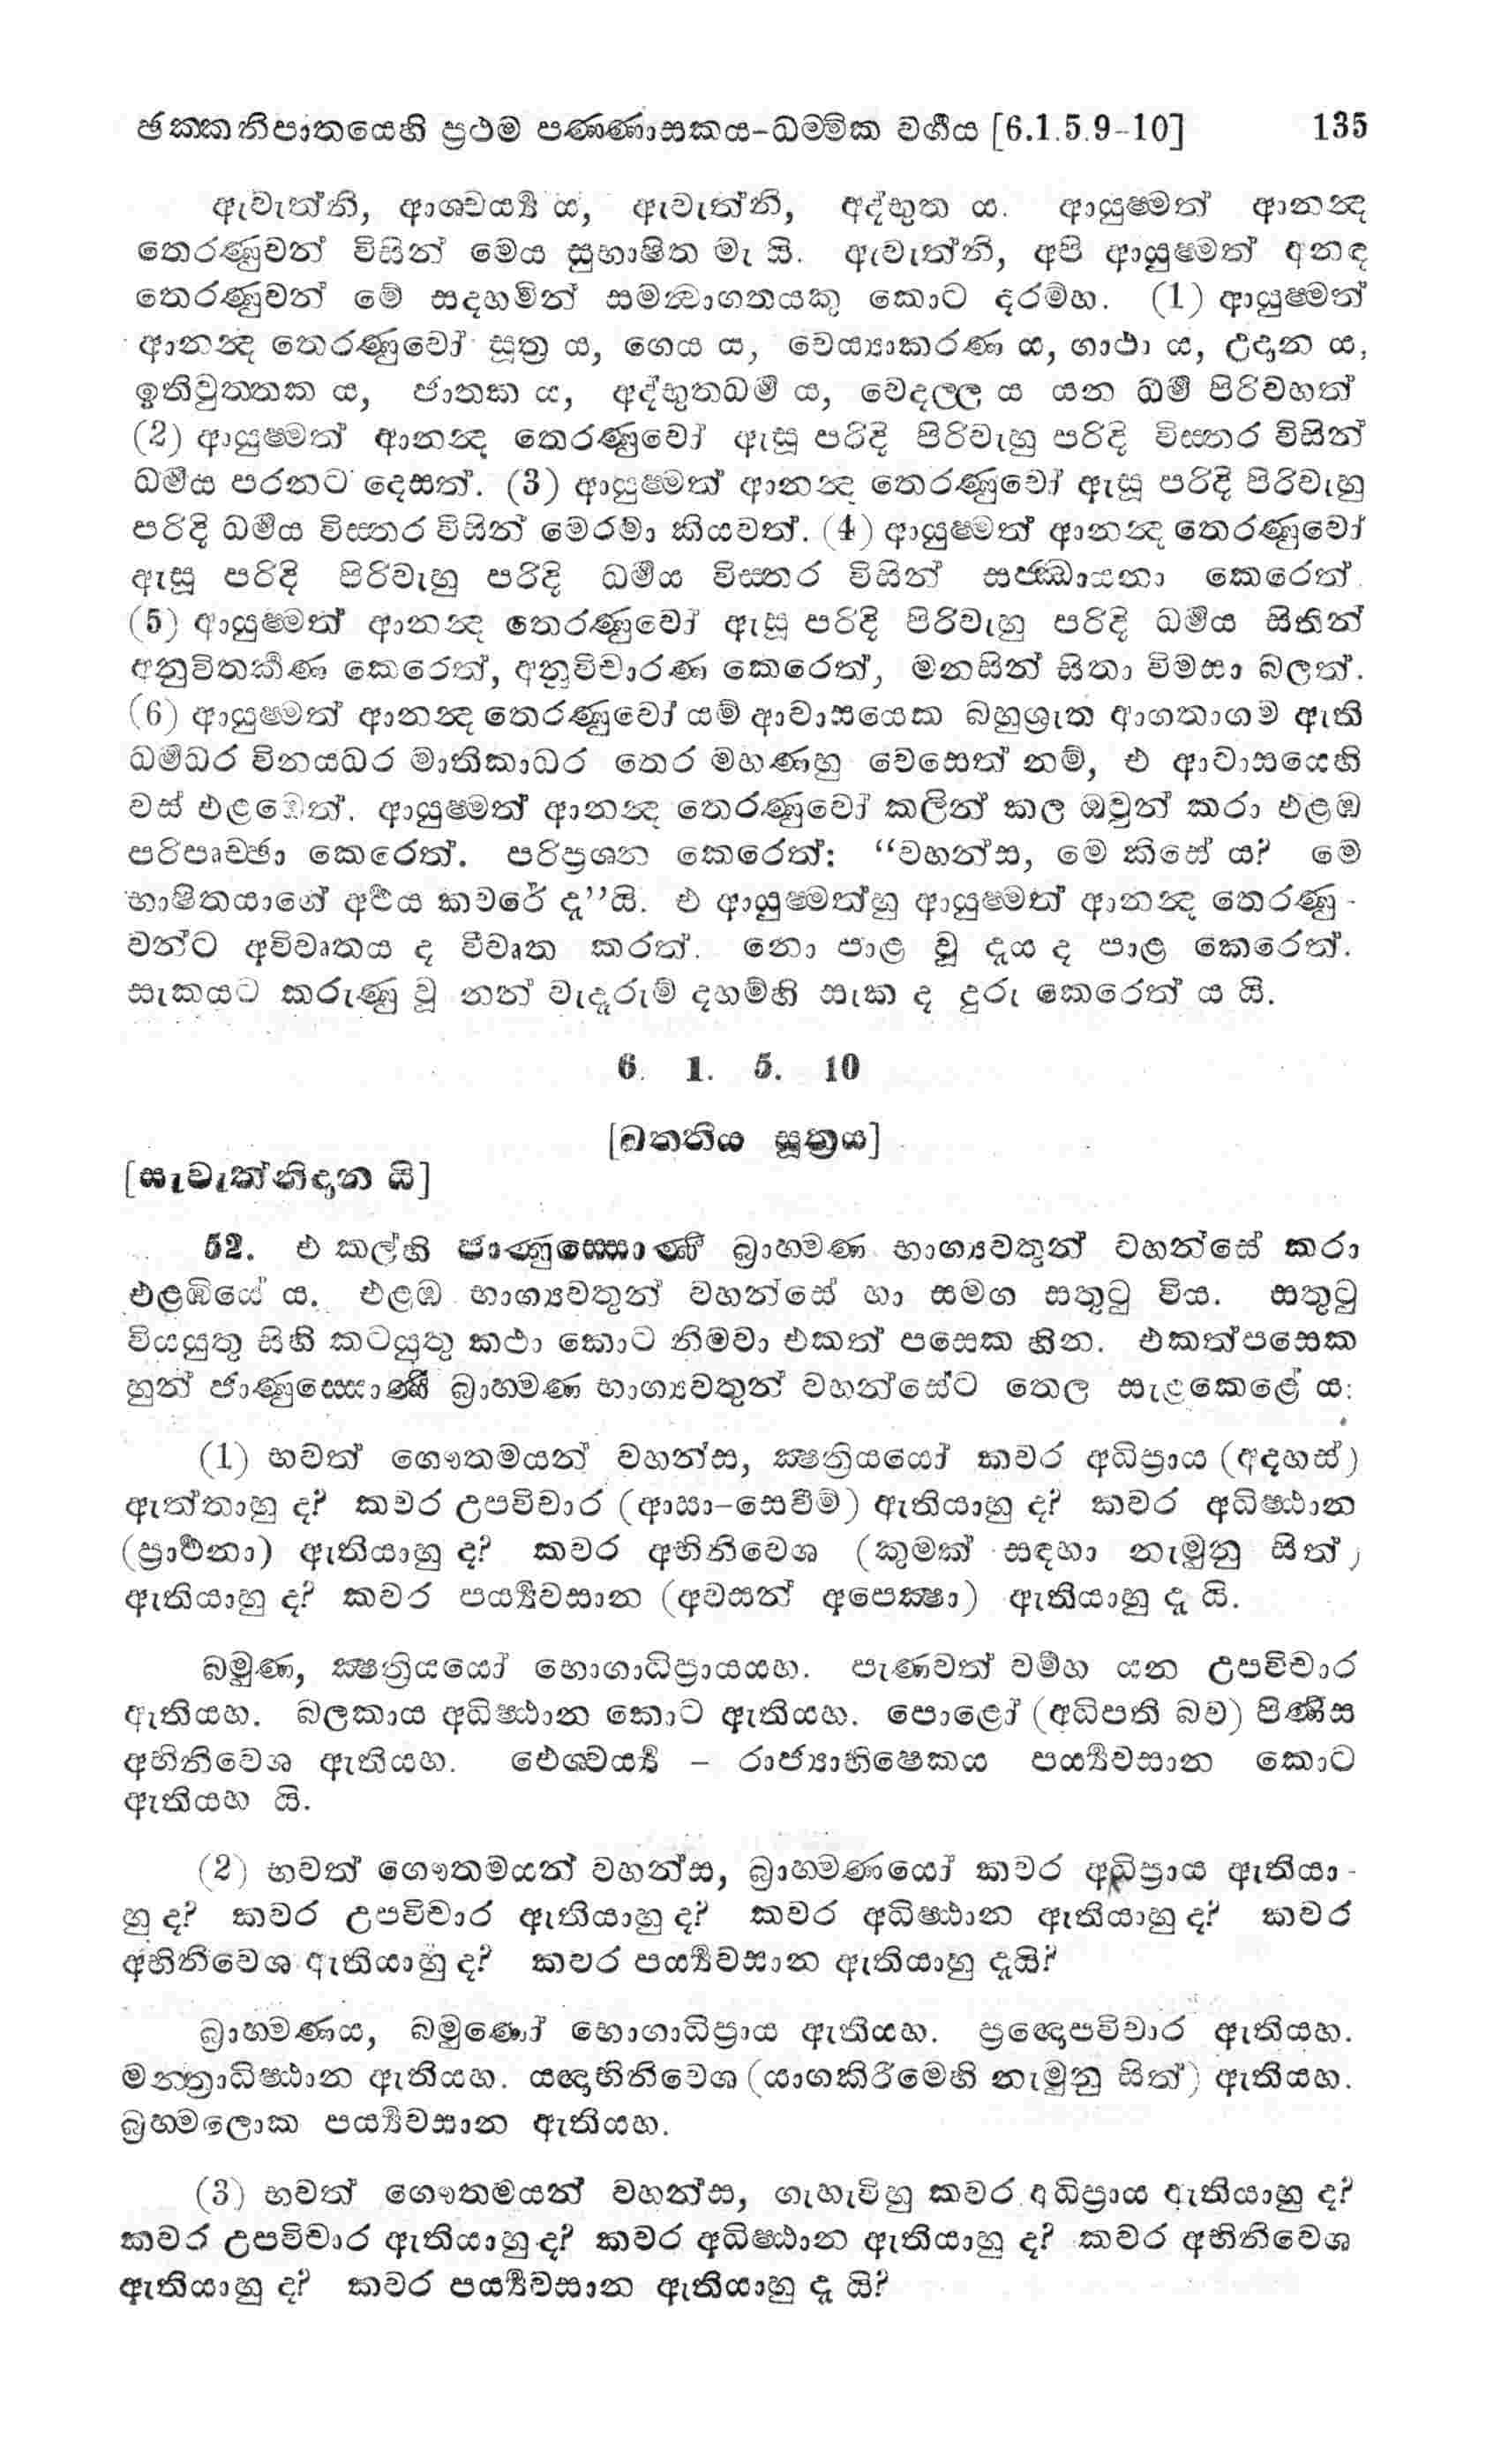 ඡක‍්කනිපාතයෙහි ප්‍රථම පණ‍්ණාසකය-ධම‍්මික වර්‍ගය [6.1.5.9-10] 135
ඇවැත්නි, ආශ‍්චර්‍ය්‍ය ය, ඇවැත්නි, අද්භූත ය. ආයුෂ‍්මත් ආනන්‍ද
තෙරණුවන් විසින් මෙය සුභාෂිත මැ යි. ඇවැත්නි, අපි ආයුෂ‍්මත් අනඳ
තෙරණුවන් මේ සදහමින් සමන්‍වාගතයකු කොට දරම්හ. (1) ආයුෂ‍්මත්
ආනන්‍ද තෙරණුවෝ සූත්‍ර ය, ගෙය ය, වෙය්‍යාකරණ ය, ගාථා ය, උදාන ය,
ඉතිවුත‍්තක ය, ජාතක ය, අද්භූතධර්‍ම ය, වේදල‍්ල ය යන ධර්‍ම පිරිවහත්
(2) ආයුෂ‍්මත් ආනන්‍ද තෙරණුවෝ ඇසූ පරිදි පිරිවැහු පරිදි විස‍්තර විසින්
ධර්‍මය පරනට දෙසත්. (3) ආයුෂ‍්මත් ආනන්‍ද තෙරණුවෝ ඇසූ පරිදි පිරිවැහු
පරිදි ධර්‍මය විස‍්තර විසින් මෙරමා කියවත්. (4) ආයුෂ‍්මත් ආනන්‍ද තෙරණුවෝ
ඇසූ පරිදි පිරිවැහු පරිදි ධර්‍මය විස‍්තර විසින් සජ‍්ඣායනා කෙරෙත්.
(5) ආයුෂ‍්මත් ආනන්‍ද තෙරණුවෝ ඇසූ පරිදි පිරිවැහු පරිදි ධර්‍මය සිතින්
අනුවිතර්‍කණ කෙරෙත්, අනුවිචාරණ කෙරෙත්, මනසින් සිතා විමසා බලත්.
(6) ආයුෂ‍්මත් ආනන්‍ද තෙරණුවෝ යම් ආවාසයෙක බහුශ්‍රැත ආගතාගම ඇති
ධර්‍මධර විනයධර මාතිකාධර තෙර මහණහු වෙසෙත් නම්, එ ආවාසයෙහි
වස් එළඹෙත්. ආයුෂ‍්මත් ආනන්‍ද තෙරණුවෝ කලින් කල ඔවුන් කරා එළඹ
පරිපෘච‍්ඡා කෙරෙත්. පරිප්‍රශ‍්න කෙරෙත්: “වහන්ස, මෙ කිසේ ය? මෙ
භාෂිතයාගේ අර්‍ථය කවරේ දැ”යි. එ ආයුෂ‍්මත්හු ආයුෂ‍්මත් ආනන්‍ද තෙරණු-
වන්ට අවිවෘතය ද විවෘත කරත්. නො පාළ වූ දැය ද පාළ කෙරෙත්.
සැකයට කරුණු වූ නන් වැදෑරුම් දහම්හි සැක ද දුරු කෙරෙත් ය යි.
6. 1. 5. 10
[ඛත‍්තිය සූත්‍රය]
[සැවැත්නිදාන යි]
52. එ කල්හි ජාණුස‍්සොණී බ්‍රාහ‍්මණ භාග්‍යවතුන් වහන්සේ කරා
එළඹියේ ය. එළඹ භාග්‍යවතුන් වහන්සේ හා සමග සතුටු විය. සතුටු
වියයුතු සිහි කටයුතු කථා කොට නිමවා එකත් පසෙක හින. එකත්පසෙක
හුන් ජාණුස‍්සොණී බ්‍රාහ‍්මණ භාග්‍යවතුන් වහන්සේට තෙල සැළකෙළේ ය:
(1) භවත් ගෞතමයන් වහන්ස, ක්‍ෂත්‍රියයෝ කවර අධිප්‍රාය (අදහස්)
ඇත්තාහු ද? කවර උපවිචාර (ආසා-සෙවීම්) ඇතියාහු ද? කවර අධිෂ‍්ඨාන
(ප්‍රාර්‍ථනා) ඇතියාහු ද? කවර අභිනිවෙශ (කුමක් සඳහා නැමුනු සිත්)
ඇතියාහු ද? කවර පර්‍ය්‍යවසාන (අවසන් අපෙක්‍ෂා) ඇතියාහු දැ යි.
බමුණ, ක්‍ෂත්‍රියයෝ භොගාධිප්‍රායයහ. පැණවත් වම්හ යන උපවිචාර
ඇතියහ. බලකාය අධිෂ‍්ඨාන කොට ඇතියහ. පොළෝ (අධිපති බව) පිණිස
අභිනිවෙශ ඇතියහ. ඓශ‍්වර්‍ය්‍ය – රාජ්‍යාභිෂෙකය පර්‍ය්‍යවසාන කොට
ඇතියහ යි.
(2) භවත් ගෞතමයන් වහන්ස, බ්‍රාහ‍්මණයෝ කවර අධිප්‍රාය ඇතියා-
හු ද? කවර උපවිචාර ඇතියාහු ද? කවර අධිෂ‍්ඨාන ඇතියාහු ද? කවර
අභිනිවෙශ ඇතියාහු ද? කවර පර්‍ය්‍යවසාන ඇතියාහු දැයි?
බ්‍රාහ‍්මණය, බමුණෝ භොගාධිප්‍රාය ඇතියහ. ප්‍රඥොපවිචාර ඇතියහ.
මන‍්ත්‍රාධිෂ‍්ඨාන ඇතියහ. යඥාභිනිවෙශ (යාගකිරීමෙහි නැමුනු සිත්) ඇතියහ.
බ්‍රහ‍්මලොක පර්‍ය්‍යවසාන ඇතියහ.
(3) භවත් ගෞතමයන් වහන්ස, ගැහැවිහු කවර අධිප්‍රාය ඇතියාහු ද?
කවර උපවිචාර ඇතියාහු ද? කවර අධිෂ‍්ඨාන ඇතියාහු ද? කවර අභිනිවෙශ
ඇතියාහු ද? කවර පර්‍ය්‍යවසාන ඇතියාහු දැ යි?